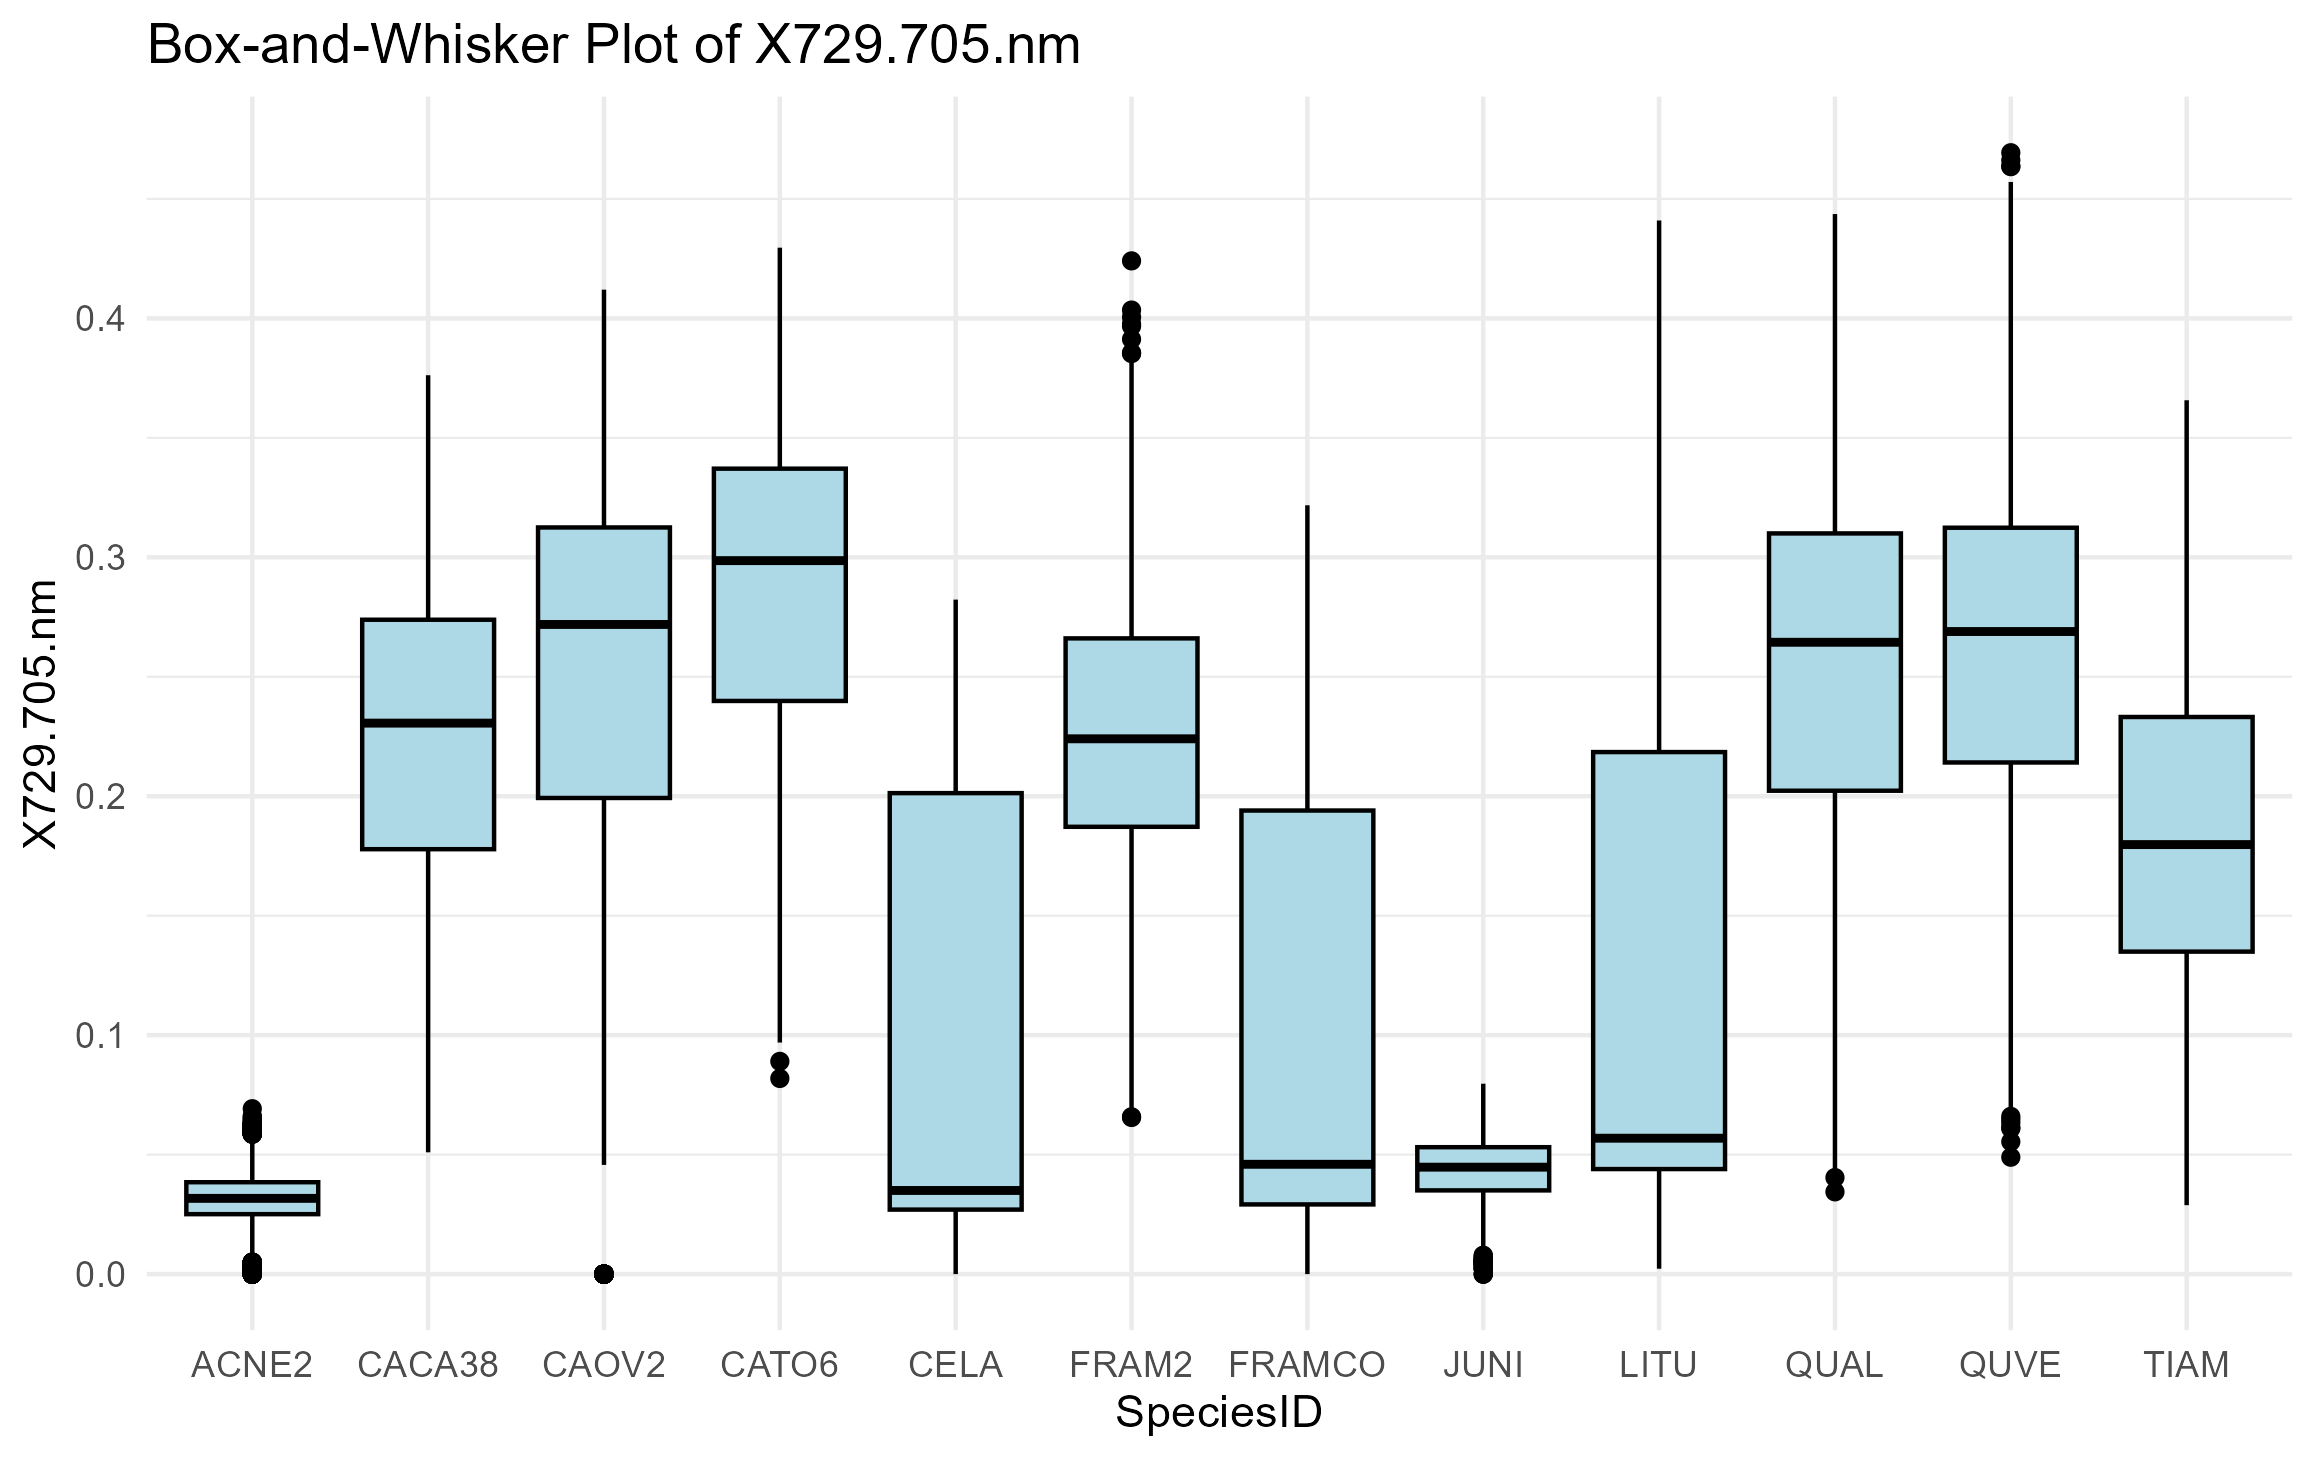 Box-and-Whisker Plot of X729.705.nm
X729.705.nm
0.4
0.3
0.2
0.1
0.0
ACNE2 CACA38 CAOV2 CATO6 CELA FRAM2 FRAMCO JUNI LITU QUAL QUVE TIAM
SpeciesID